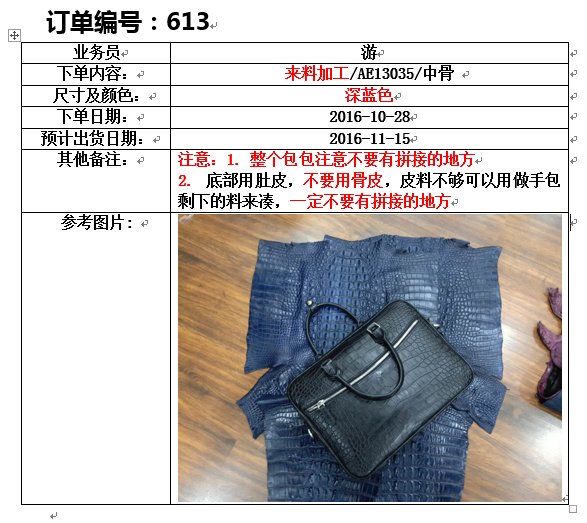 订单编号：613
业务员 游
下单内容： 来料加工/AE13035/中骨
尺寸及颜色： 深蓝色
下单日期： 2016-10-28
预计出货日期： 2016-11-15
其他备注： 注意：1. 整个包包注意不要有拼接的地方
2. 底部用肚皮，不要用骨皮，皮料不够可以用做手包
剩下的料来凑，一定不要有拼接的地方
参考图片：